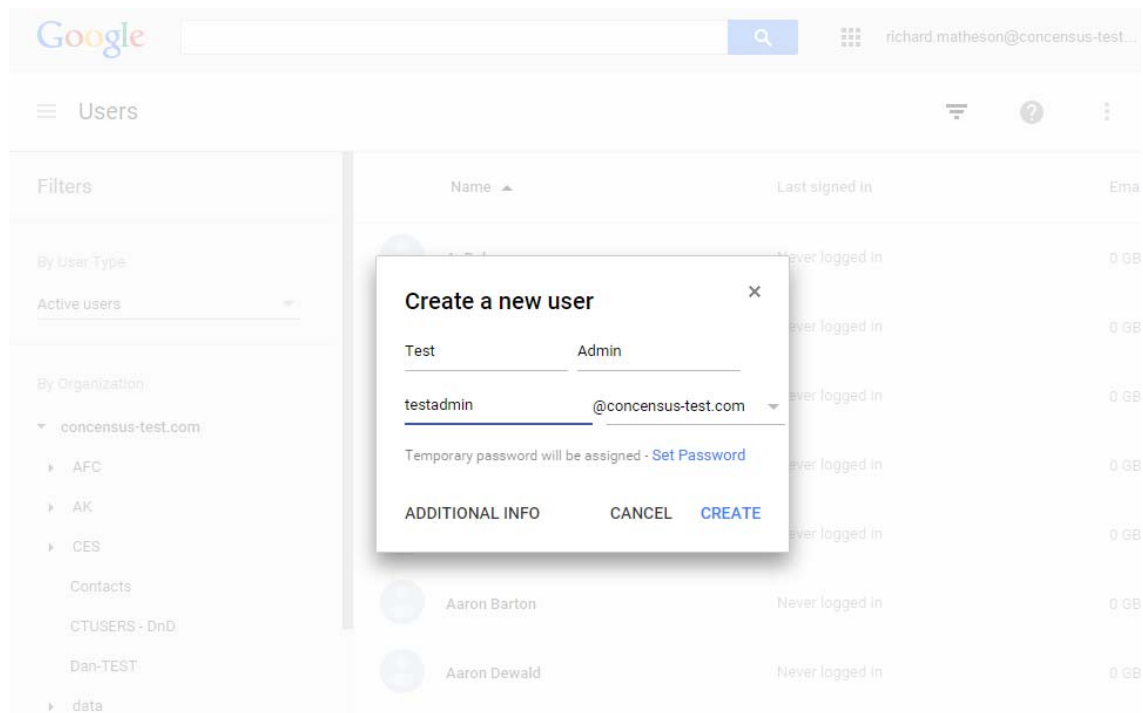 Google
richard.matheson@concensus-test...
Users
Filters
Name
Last signed in
Ema
By User Type
Active users
Never logged in
0 GB
Create a new user
ever logged in
0 GB
Test Admin
By Organization
ever logged in
0 GB
testadmin @concensus-test.com
concensus-test.com
Temporary password will be assigned - Set Password
AFC
ever logged in
0 GB
ADDITIONAL INFO CANCEL CREATE
AK
ever logged in
0 GB
CES
Contacts
Aaron Barton
Never logged in
0 GB
CTUSERS - DnD
Dan-TEST
Aaron Dewald
Never logged in
0 GB
data